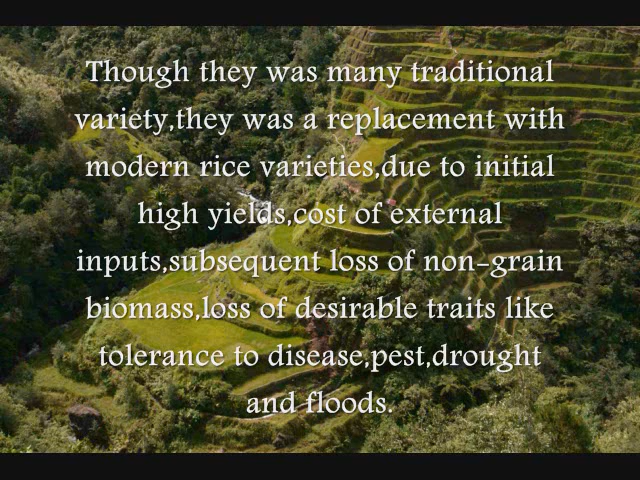 Though they was many traditional
variety,they was a replacement with
modern rice varieties,due to initial
high yields,cost of external
inputs,subsequent loss of non-grain
biomass,loss of desirable traits like
tolerance to disease,pest,drought
and floods.